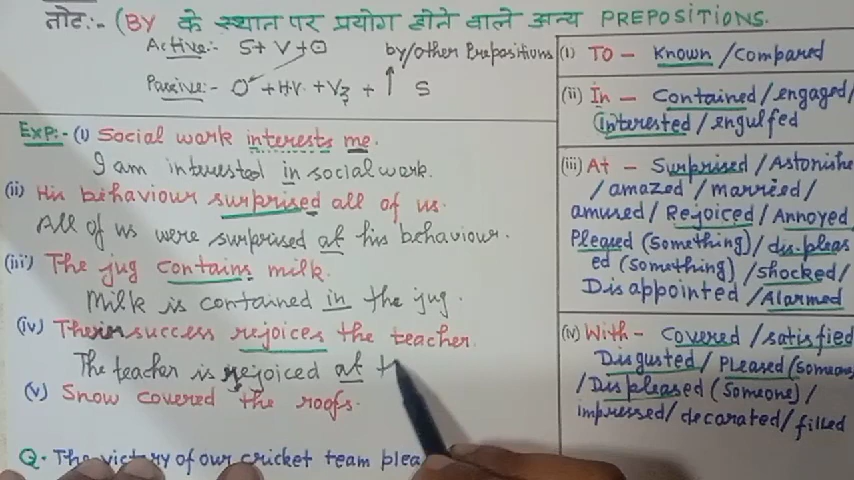 नोट:- (BY के स्थान पर प्रयोग होने वाले अन्य PREPOSITIONS.
Active:- S + V + O
by/other Prepositions
Passive:- O + H.V. + V3 + S
Exp:- (i) Social work interests me.
I am interested in social work.
(ii) His behaviour surprised all of us.
All of us were surprised at his behaviour.
(iii) The jug contains milk.
Milk is contained in the jug.
(iv) Their success rejoices the teacher.
The teacher is rejoiced at t
(v) Snow covered the roofs.
Q. The victory of our cricket team plea
(i) TO - Known / Compared
(ii) In - Contained / engaged /
interested / engulfed
(iii) At - Surprised / Astonishe
/ amazed / married /
amused / Rejoiced / Annoyed
Pleqed (something) / displeas
ed (something) / shocked /
Disappointed / Alarmed
(iv) With - Covered / satisfied
Disgusted / Pleased (someone
/ Displeased (someone) /
impressed / decarated / filled